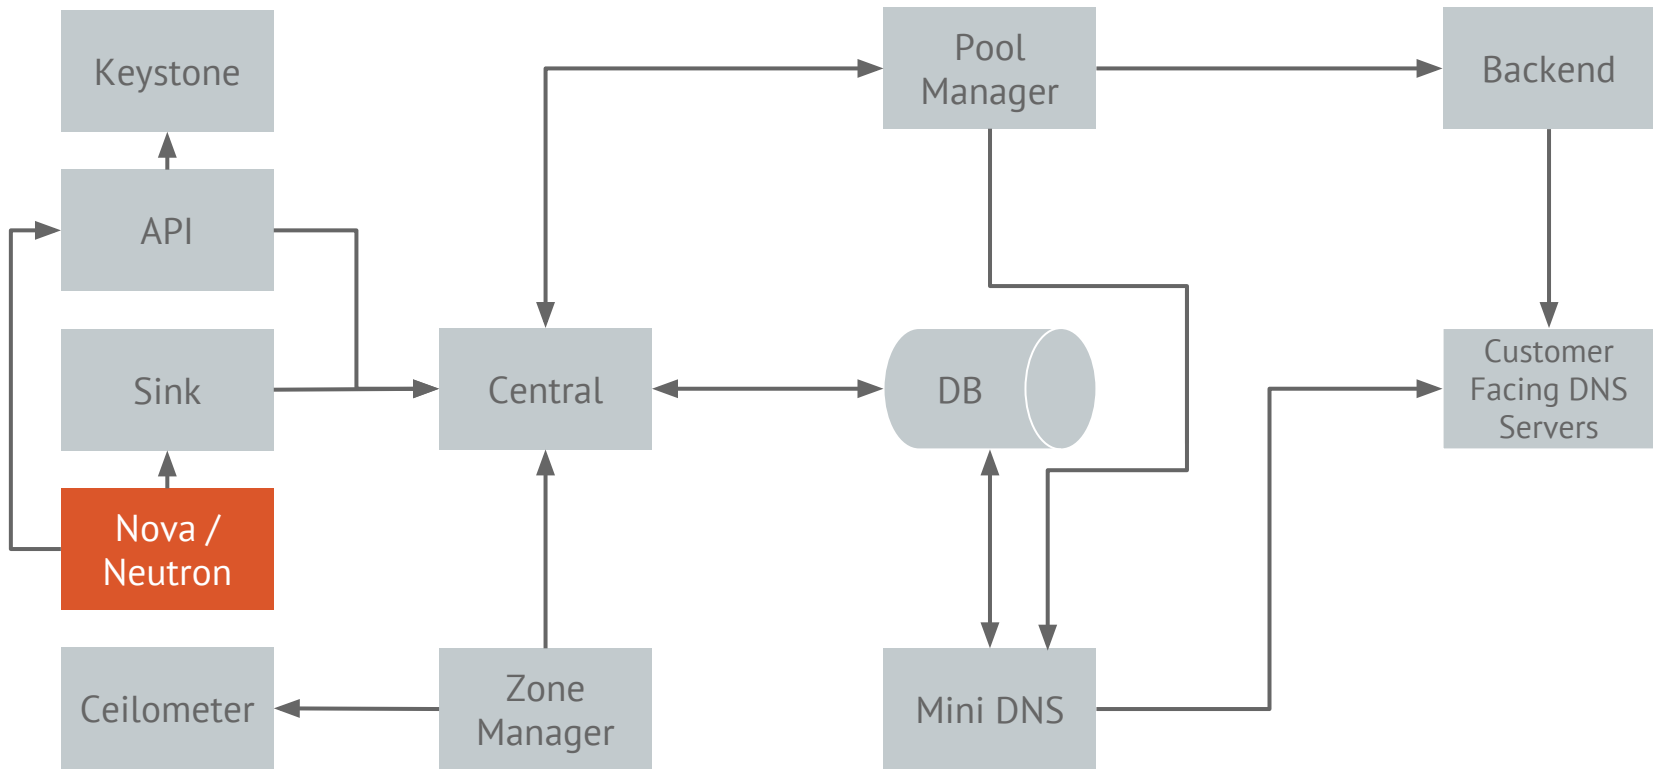 Keystone
Pool
Manager
Backend
API
Sink
Central
DB
Customer
Facing DNS
Servers
Nova /
Neutron
Ceilometer
Zone
Manager
Mini DNS